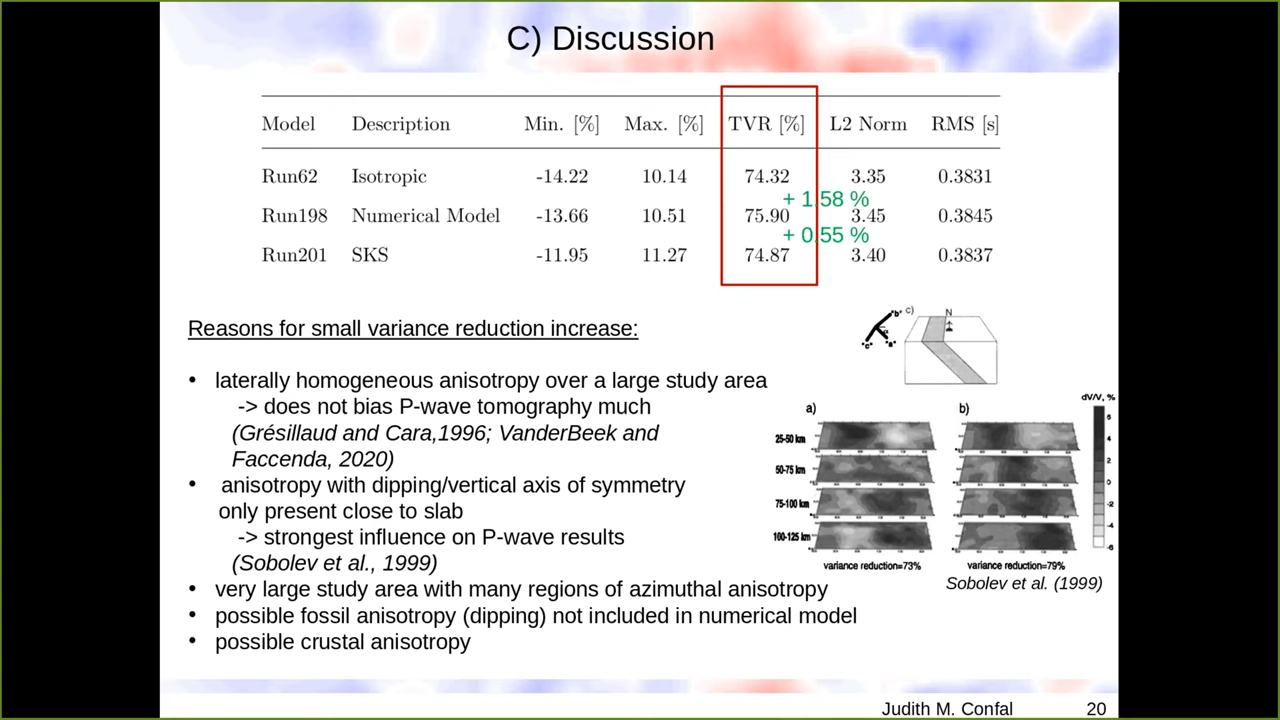 C) Discussion
Model Description Min. [%] Max. [%] TVR [%] L2 Norm RMS [s]
Run62 Isotropic -14.22 10.14 74.32 3.35 0.3831
+ 1.58 %
Run198 Numerical Model -13.66 10.51 75.90 3.45 0.3845
+ 0.55 %
Run201 SKS -11.95 11.27 74.87 3.40 0.3837
Reasons for small variance reduction increase:
• laterally homogeneous anisotropy over a large study area
-> does not bias P-wave tomography much
(Grésillaud and Cara,1996; VanderBeek and
Faccenda, 2020)
• anisotropy with dipping/vertical axis of symmetry
only present close to slab
-> strongest influence on P-wave results
(Sobolev et al., 1999)
• very large study area with many regions of azimuthal anisotropy
• possible fossil anisotropy (dipping) not included in numerical model
• possible crustal anisotropy
"b" c) N
"c" "a"
a) b) dV/V, %
25-50 km
50-75 km
75-100 km
100-125 km
6
4
2
0
-2
-4
-6
variance reduction=73% variance reduction=79%
Sobolev et al. (1999)
Judith M. Confal 20